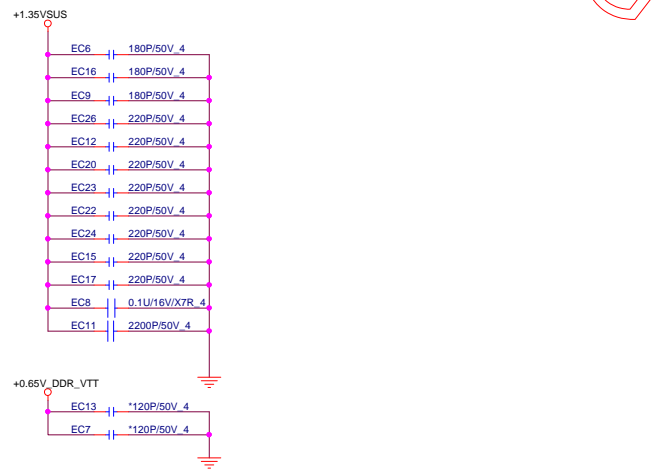 +1.35VSUS
EC6 180P/50V_4
EC16 180P/50V_4
EC9 180P/50V_4
EC26 220P/50V_4
EC12 220P/50V_4
EC20 220P/50V_4
EC23 220P/50V_4
EC22 220P/50V_4
EC24 220P/50V_4
EC15 220P/50V_4
EC17 220P/50V_4
EC8 0.1U/16V/X7R_4
EC11 2200P/50V_4
+0.65V_DDR_VTT
EC13 *120P/50V_4
EC7 *120P/50V_4